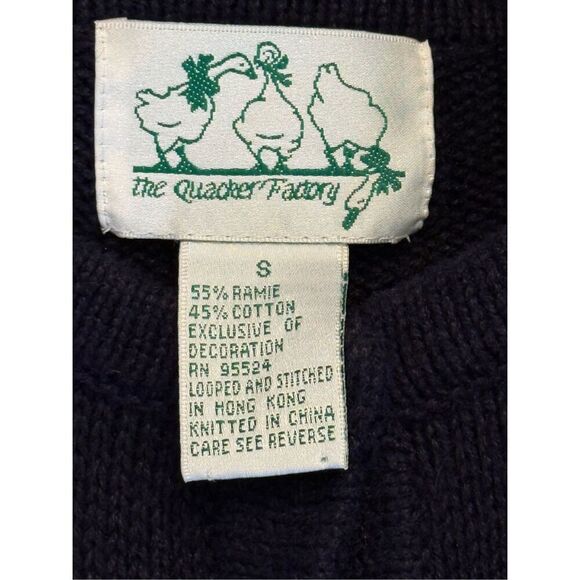 the Quacker Factory
S
55% RAMIE
45% COTTON
EXCLUSIVE OF
DECORATION
RN 95524
LOOPED AND STITCHED
IN HONG KONG
KNITTED IN CHINA
CARE SEE REVERSE